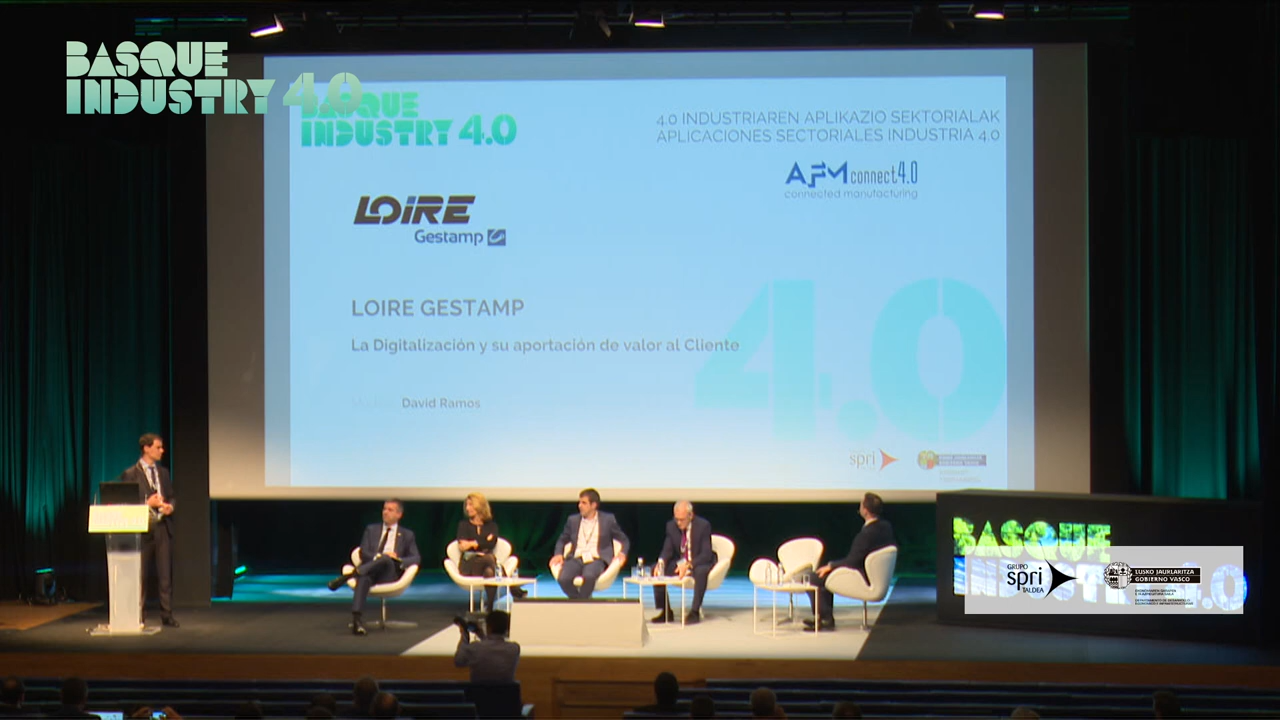 BASQUE
INDUSTRY 4.0
BASQUE
INDUSTRY 4.0
4.0 INDUSTRIAREN APLIKAZIO SEKTORIALAK
APLICACIONES SECTORIALES INDUSTRIA 4.0
AFM connect4.0
connected manufacturing
LOIRE
Gestamp
LOIRE GESTAMP
La Digitalización y su aportación de valor al Cliente
David Ramos
4.0
spri
BASQUE
INDUSTRY 4.0
GRUPO
spri
TALDEA
EUSKO JAURLARITZA
GOBIERNO VASCO